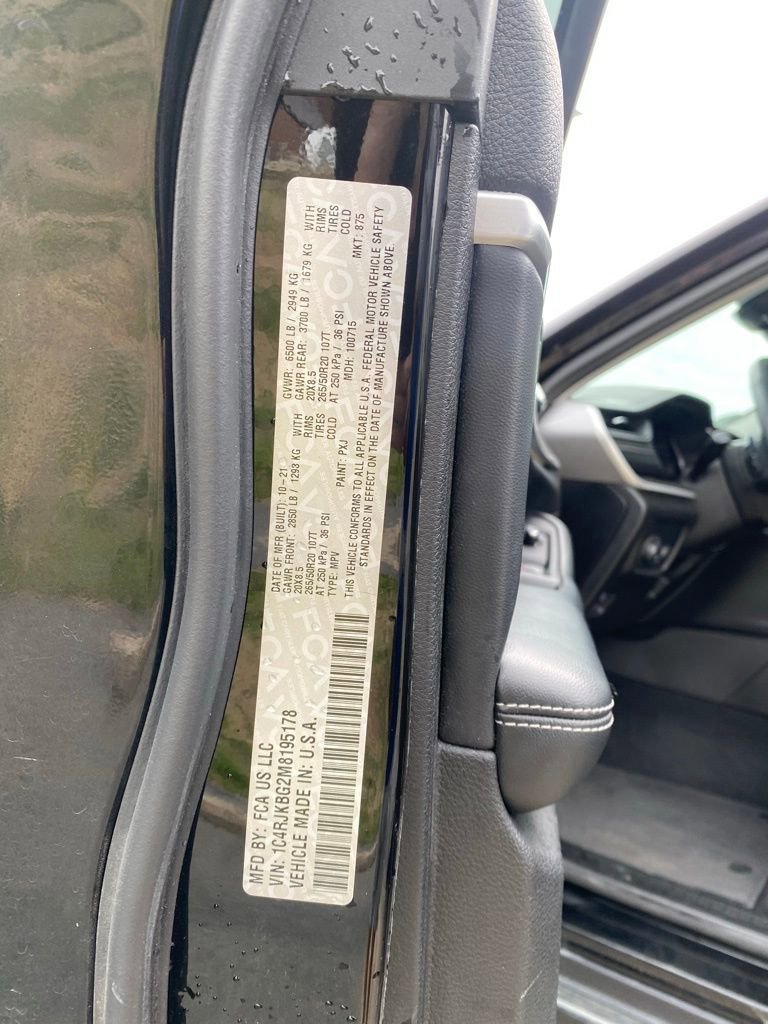 MFD BY: FCA US LLC
VIN: 1C4RJKBG2M8195178
VEHICLE MADE IN: U.S.A.
DATE OF MFR (BUILT): 10-21 GVWR: 6500 LB / 2949 KG
GAWR FRONT: 2850 LB / 1293 KG WITH GAWR REAR: 3700 LB / 1679 KG WITH
20X8.5 RIMS 20X8.5 RIMS
265/50R20 107T TIRES 265/50R20 107T TIRES
AT 250 kPa / 36 PSI COLD AT 250 kPa / 36 PSI COLD
TYPE: MPV PAINT: PXJ MDH: 100715 MKT: 875
THIS VEHICLE CONFORMS TO ALL APPLICABLE U.S.A. FEDERAL MOTOR VEHICLE SAFETY
STANDARDS IN EFFECT ON THE DATE OF MANUFACTURE SHOWN ABOVE.